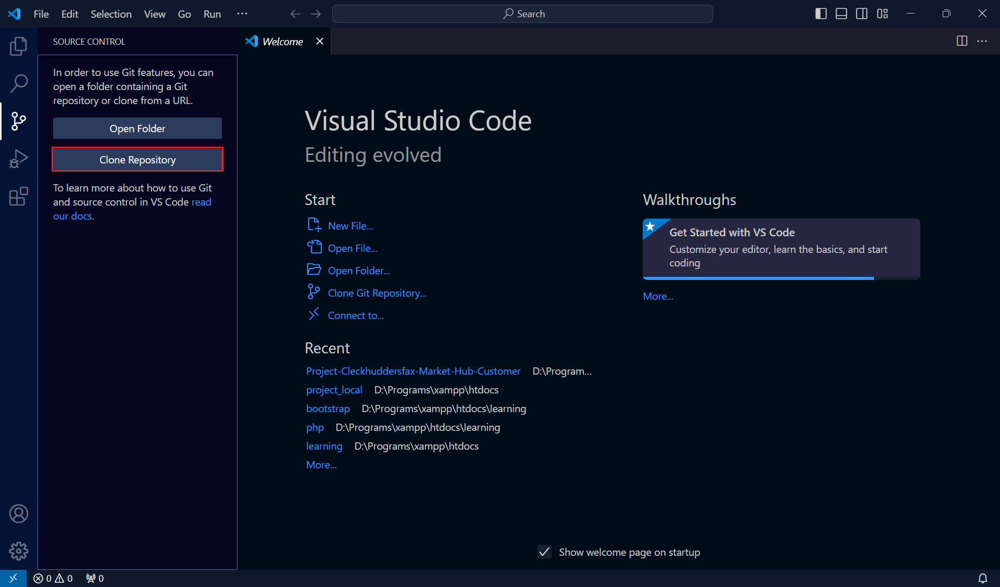 File Edit Selection View Go Run ···
Search
SOURCE CONTROL
Welcome
In order to use Git features, you can
open a folder containing a Git
repository or clone from a URL.
Open Folder
Clone Repository
To learn more about how to use Git
and source control in VS Code read
our docs.
Visual Studio Code
Editing evolved
Start
New File...
Open File...
Open Folder...
Clone Git Repository...
Connect to...
Recent
Project-Cleckhuddersfax-Market-Hub-Customer D:\Program...
project_local D:\Programs\xampp\htdocs
bootstrap D:\Programs\xampp\htdocs\learning
php D:\Programs\xampp\htdocs\learning
learning D:\Programs\xampp\htdocs
More...
Walkthroughs
Get Started with VS Code
Customize your editor, learn the basics, and start
coding
More...
Show welcome page on startup
0 0 0